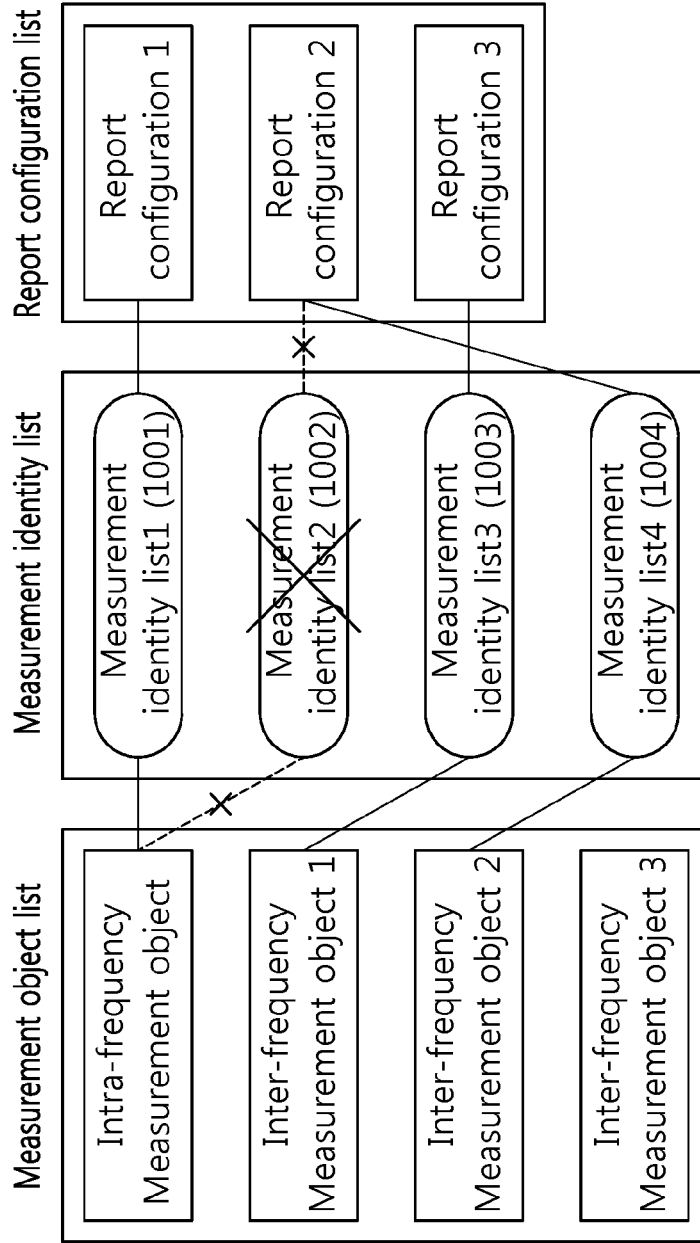 Measurement object list
Intra-frequency
Measurement object
Inter-frequency
Measurement object 1
Inter-frequency
Measurement object 2
Inter-frequency
Measurement object 3
Measurement identity list
Measurement
identity list1 (1001)
Measurement
identity list2 (1002)
Measurement
identity list3 (1003)
Measurement
identity list4 (1004)
Report configuration list
Report
configuration 1
Report
configuration 2
Report
configuration 3